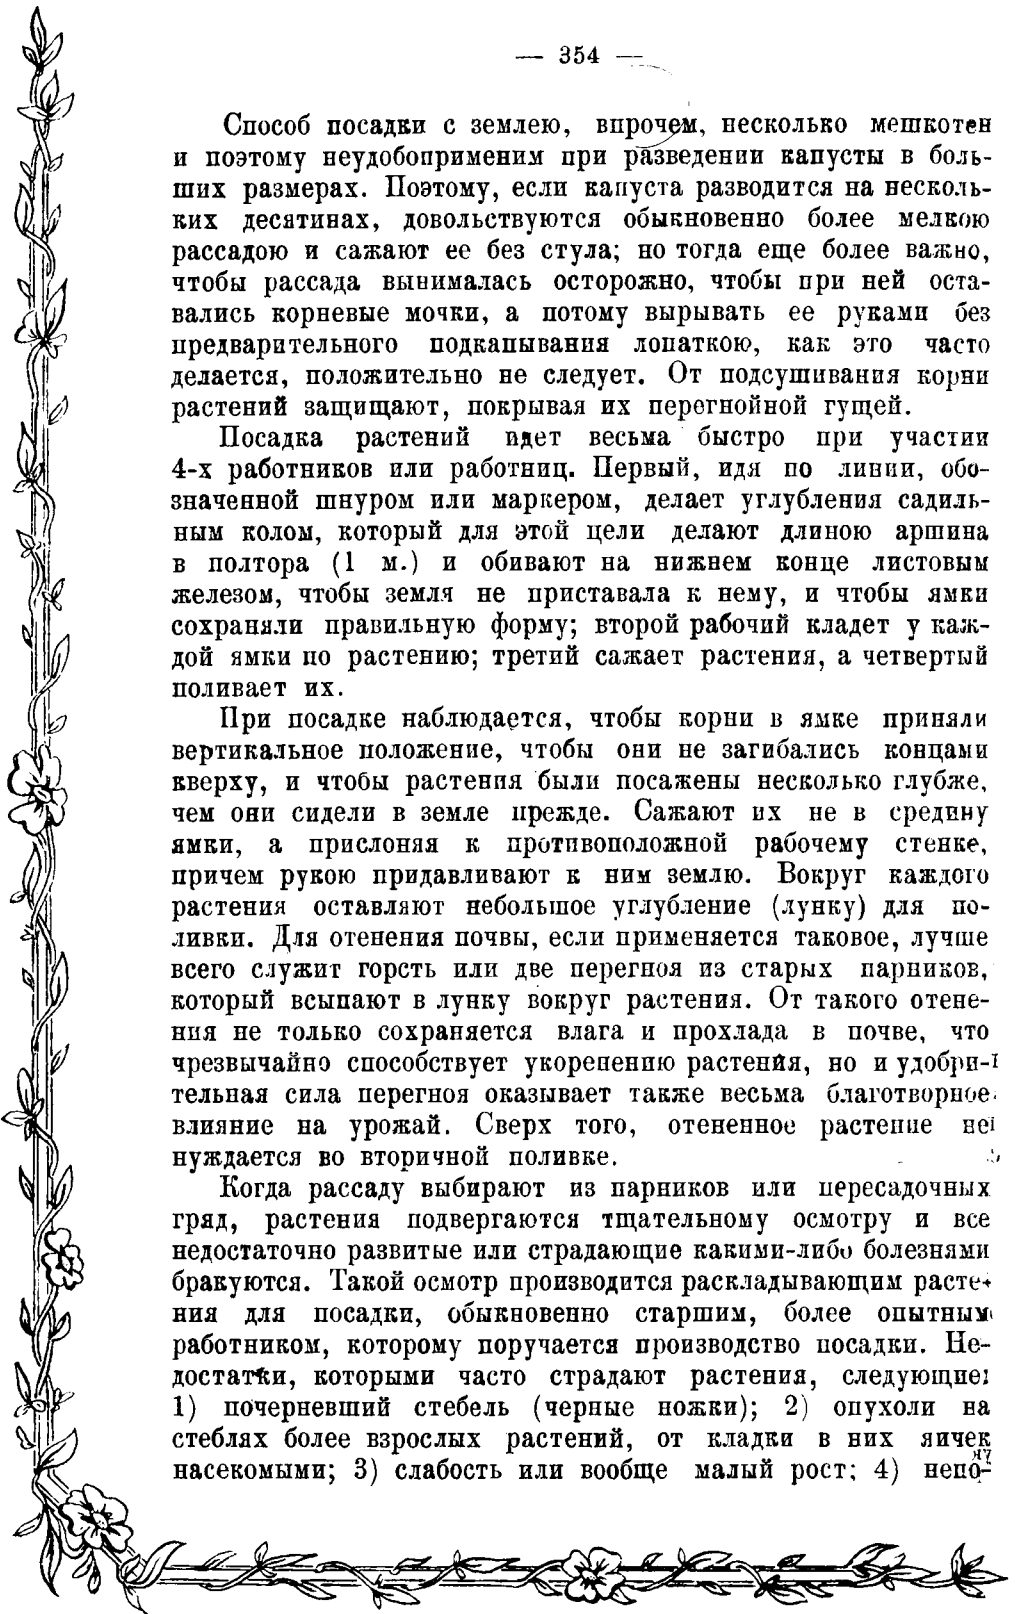 — 354 —
Способ посадки с землею, впрочем, несколько мешкотен
и поэтому неудобоприменим при разведении капусты в боль-
ших размерах. Поэтому, если капуста разводится на несколь-
ких десятинах, довольствуются обыкновенно более мелкою
рассадою и сажают ее без стула; но тогда еще более важно,
чтобы рассада вынималась осторожно, чтобы при ней оста-
вались корневые мочки, а потому вырывать ее руками без
предварительного подкапывания лопаткою, как это часто
делается, положительно не следует. От подсушивания корни
растений защищают, покрывая их перегнойной гущей.
Посадка растений идет весьма быстро при участии
4-х работников или работниц. Первый, идя по линии, обо-
значенной шнуром или маркером, делает углубления садиль-
ным колом, который для этой цели делают длиною аршина
в полтора (1 м.) и обивают на нижнем конце листовым
железом, чтобы земля не приставала к нему, и чтобы ямки
сохраняли правильную форму; второй рабочий кладет у каж-
дой ямки по растению; третий сажает растения, а четвертый
поливает их.
При посадке наблюдается, чтобы корни в ямке приняли
вертикальное положение, чтобы они не загибались концами
кверху, и чтобы растения были посажены несколько глубже,
чем они сидели в земле прежде. Сажают их не в средину
ямки, а прислоняя к противоположной рабочему стенке,
причем рукою придавливают к ним землю. Вокруг каждого
растения оставляют небольшое углубление (лунку) для по-
ливки. Для отенения почвы, если применяется таковое, лучше
всего служит горсть или две перегноя из старых парников,
который всыпают в лунку вокруг растения. От такого отене-
ния не только сохраняется влага и прохлада в почве, что
чрезвычайно способствует укоренению растения, но и удобри-
тельная сила перегноя оказывает также весьма благотворное
влияние на урожай. Сверх того, отененное растение не
нуждается во вторичной поливке.
Когда рассаду выбирают из парников или пересадочных
гряд, растения подвергаются тщательному осмотру и все
недостаточно развитые или страдающие какими-либо болезнями
бракуются. Такой осмотр производится раскладывающим расте-
ния для посадки, обыкновенно старшим, более опытным
работником, которому поручается производство посадки. Не-
достатки, которыми часто страдают растения, следующие:
1) почерневший стебель (черные ножки); 2) опухоли на
стеблях более взрослых растений, от кладки в них яичек
насекомыми; 3) слабость или вообще малый рост; 4) непо-